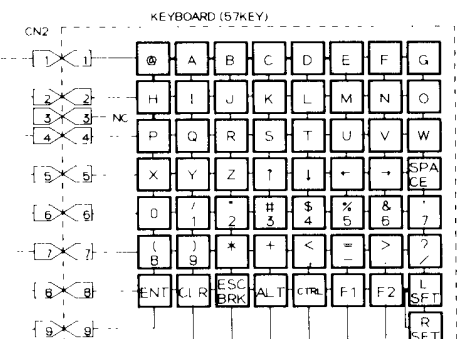 KEYBOARD (57KEY)
CN2
1 1 @ A B C D E F G
2 2 H I J K L M N O
3 3 NC
4 4 P Q R S T U V W
5 5 X Y Z ↑ ↓ ← → SPA
CE
6 6 0 / 1 " 2 # 3 $ 4 % 5 & 6 ' 7
7 7 ( 8 ) 9 * + < , = - > . ? /
8 8 ENT CLR ESC BRK ALT CTRL F1 F2 L SFT
9 9 R SFT